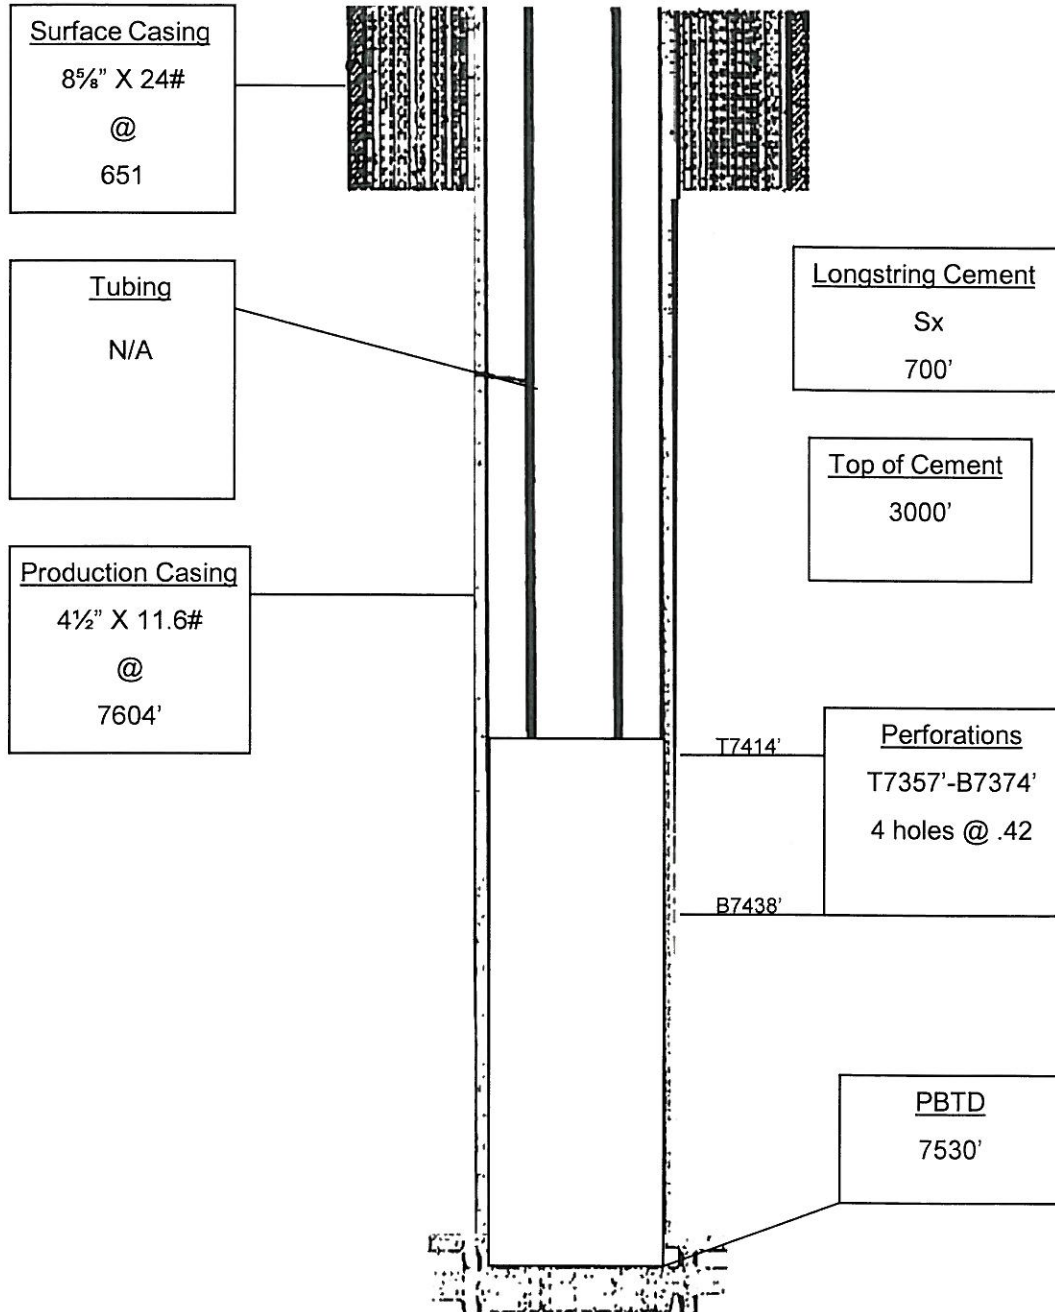 Surface Casing
8⅝” X 24#
@
651
Tubing
N/A
Production Casing
4½” X 11.6#
@
7604’
Longstring Cement
Sx
700’
Top of Cement
3000’
T7414’
B7438’
Perforations
T7357’-B7374’
4 holes @ .42
PBTD
7530’